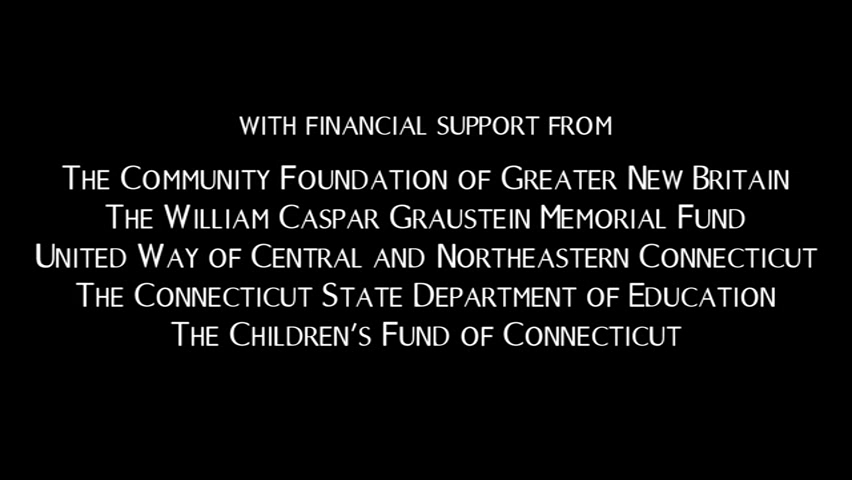 WITH FINANCIAL SUPPORT FROM
THE COMMUNITY FOUNDATION OF GREATER NEW BRITAIN
THE WILLIAM CASPAR GRAUSTEIN MEMORIAL FUND
UNITED WAY OF CENTRAL AND NORTHEASTERN CONNECTICUT
THE CONNECTICUT STATE DEPARTMENT OF EDUCATION
THE CHILDREN'S FUND OF CONNECTICUT